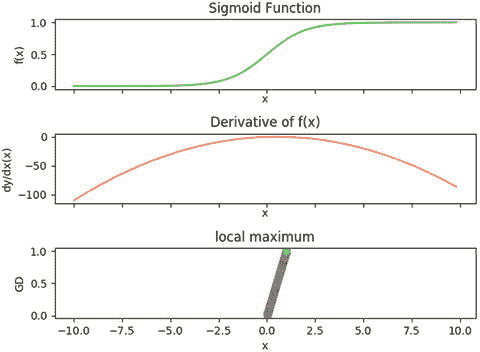 Sigmoid Function
1.0
0.5
0.0
f(x)
x
Derivative of f(x)
0
−50
−100
dy/dx(x)
x
local maximum
1.0
0.5
0.0
GD
−10.0 −7.5 −5.0 −2.5 0.0 2.5 5.0 7.5 10.0
x